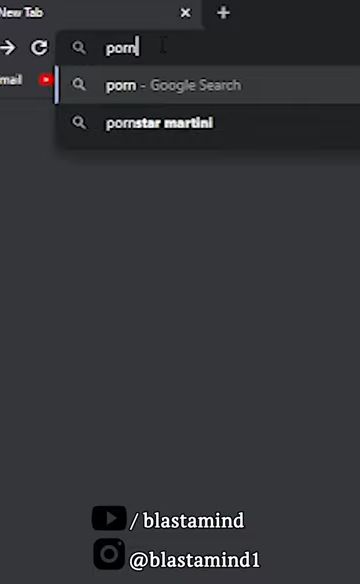 New Tab
porn
mail
porn - Google Search
pornstar martini
/ blastamind
@blastamind1